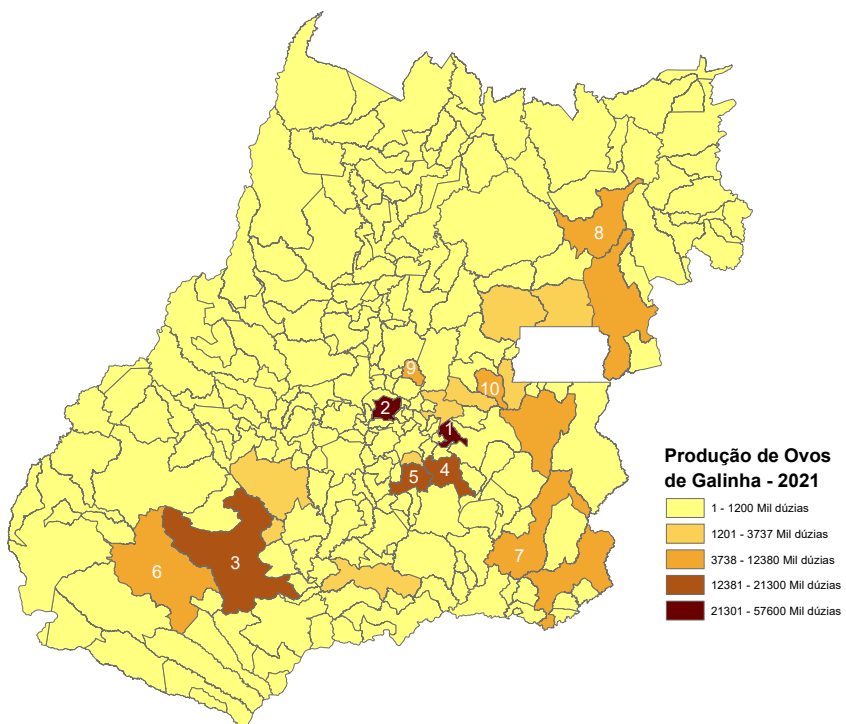 8
9
10
2
1
4
5
3
6
7
Produção de Ovos
de Galinha - 2021
1 - 1200 Mil dúzias
1201 - 3737 Mil dúzias
3738 - 12380 Mil dúzias
12381 - 21300 Mil dúzias
21301 - 57600 Mil dúzias